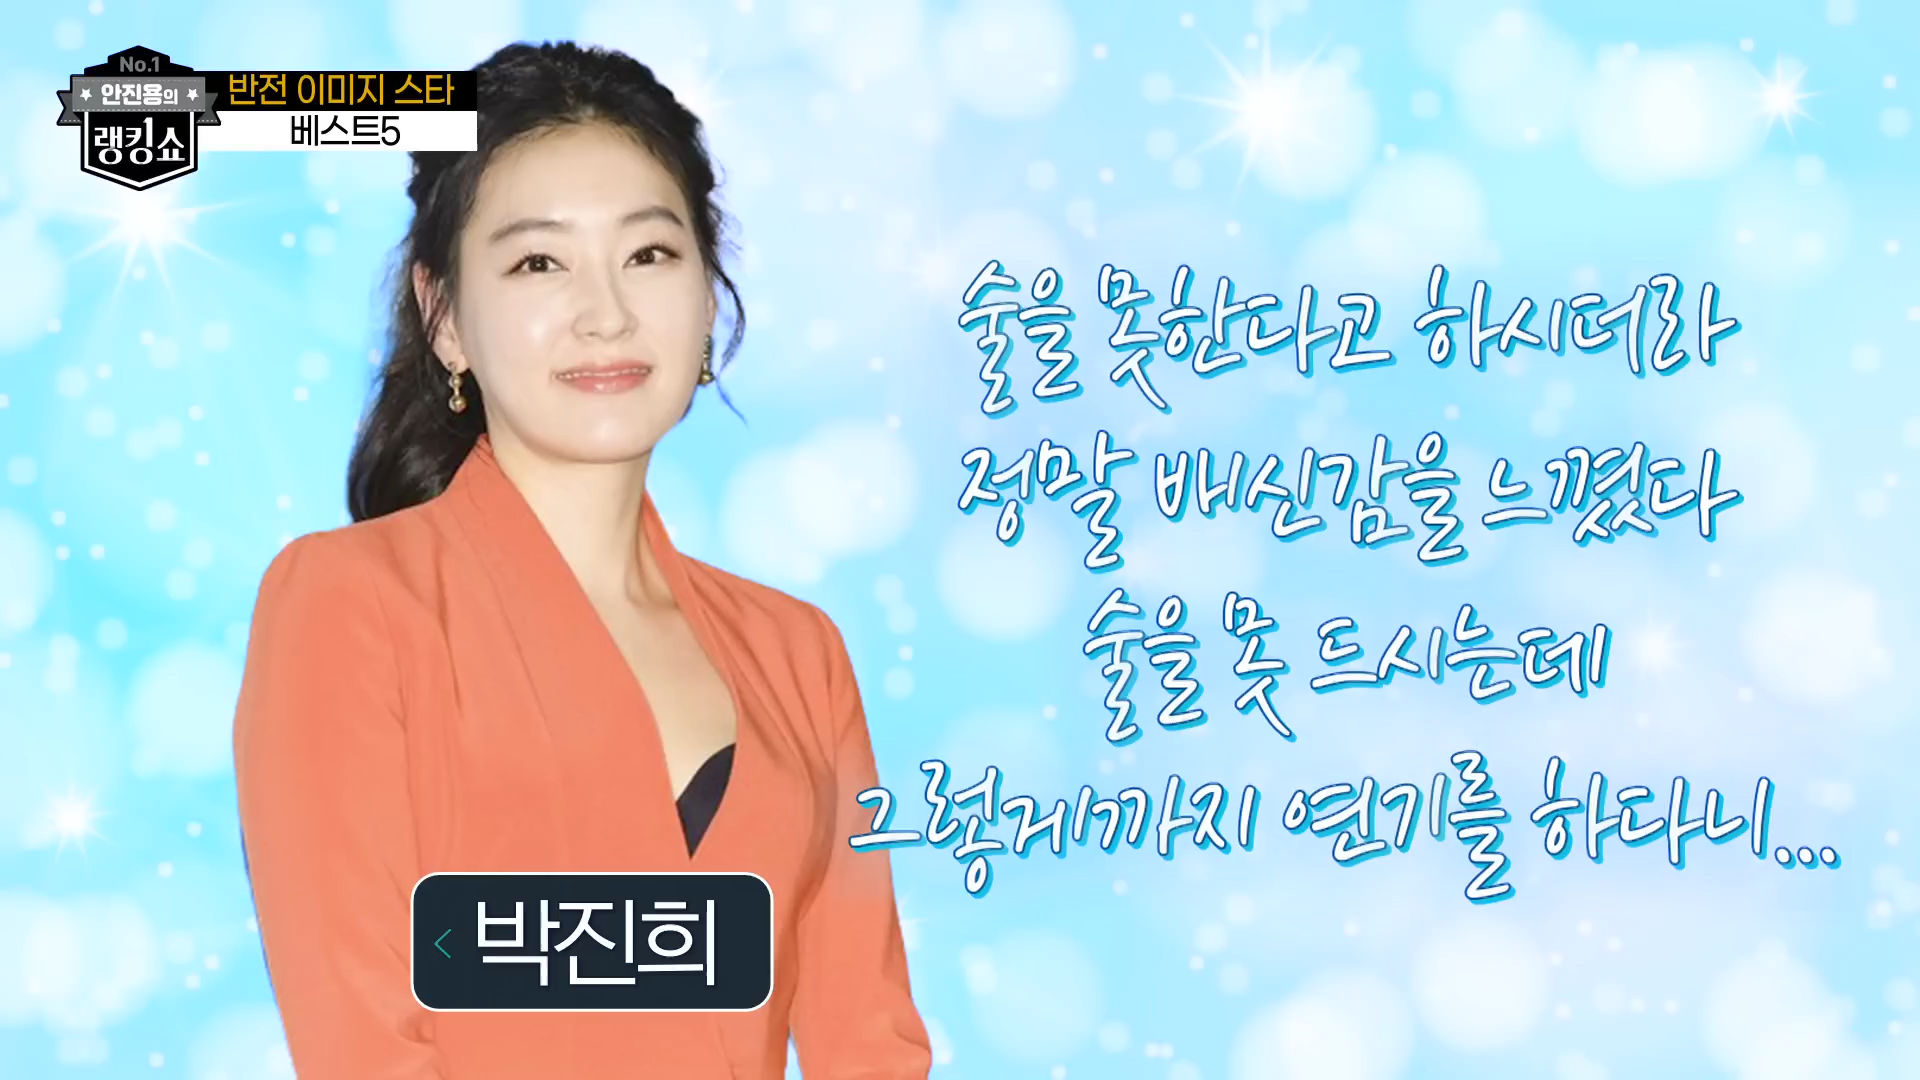 No.1
안진용의
랭킹쇼
반전 이미지 스타
베스트5
술을 못한다고 하시더라
정말 배신감을 느꼈다
술을 못 드시는데
그렇게까지 연기를 하다니...
< 박진희